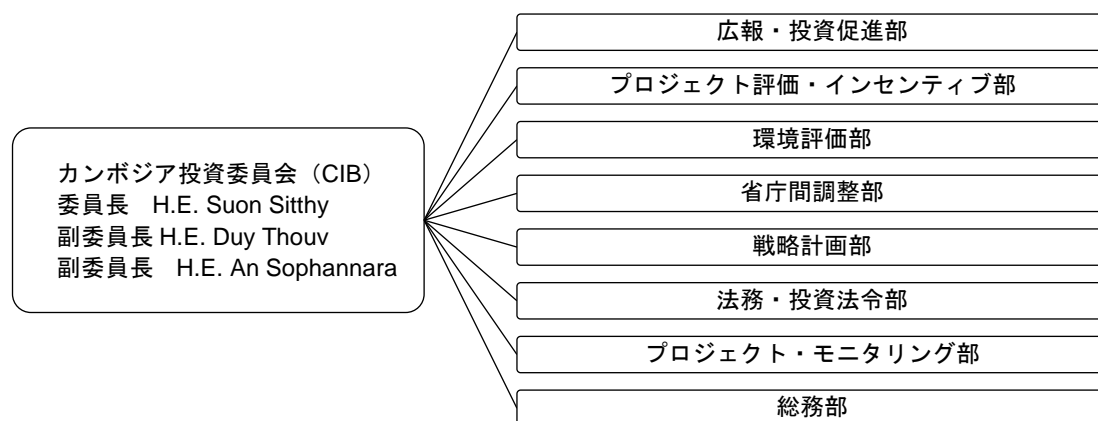 カンボジア投資委員会（CIB）
委員長　H.E. Suon Sitthy
副委員長 H.E. Duy Thouv
副委員長　H.E. An Sophannara
広報・投資促進部
プロジェクト評価・インセンティブ部
環境評価部
省庁間調整部
戦略計画部
法務・投資法令部
プロジェクト・モニタリング部
総務部